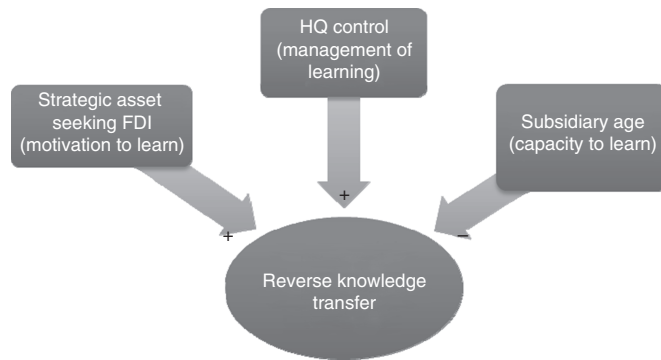 HQ control
(management of
learning)
Strategic asset
seeking FDI
(motivation to learn)
Subsidiary age
(capacity to learn)
+
+
–
Reverse knowledge
transfer